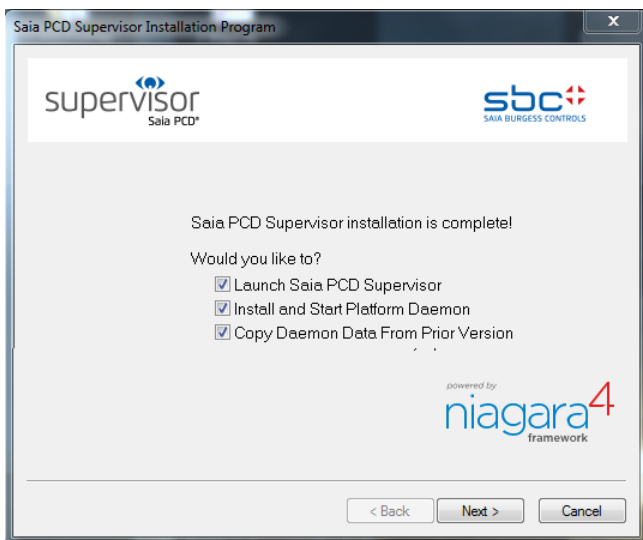 Saia PCD Supervisor Installation Program
X
supervisor
Saia PCD®
sbc
SAIA BURGESS CONTROLS
Saia PCD Supervisor installation is complete!
Would you like to?
Launch Saia PCD Supervisor
Install and Start Platform Daemon
Copy Daemon Data From Prior Version
powered by
niagara4
framework
< Back Next > Cancel